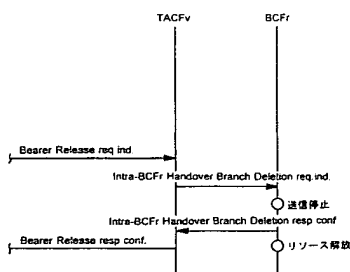 TACFv BCFr
Bearer Release req ind.
Intra-BCFr Handover Branch Deletion req.ind.
送信停止
Intra-BCFr Handover Branch Deletion resp conf
Bearer Release resp conf.
リソース解放